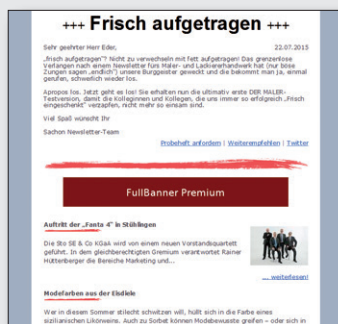 +++ Frisch aufgetragen +++
Sehr geehrter Herr Eder, 22.07.2015
„frisch aufgetragen“? Nicht zu verwechseln mit fett aufgetragen! Das grenzenlose
Verlangen nach einem Newsletter fürs Maler- und Lackiererhandwerk hat (nur böse
Zungen sagen „endlich“) unsere Burggeister geweckt und die bekommt man ja, einmal
gerufen, schwerlich wieder los.
Apropos los. Jetzt geht es los! Sie erhalten nun die ultimativ erste DER MALER-
Testversion, damit die Kolleginnen und Kollegen, die uns immer so erfolgreich „Frisch
eingeschenkt“ verzapfen, nicht mehr so einsam sind.
Viel Spaß wünscht Ihr
Sachon Newsletter-Team
Probeheft anfordern | Weiterempfehlen | Twitter
FullBanner Premium
Auftritt der „Fanta 4“ in Stühlingen
Die Sto SE & Co KGaA wird von einem neuen Vorstandsquartett
geführt. In dem gleichberechtigten Gremium verantwortet Rainer
Hüttenberger die Bereiche Marketing und...
... weiterlesen!
Modefarben aus der Eisdiele
Wer in diesem Sommer stilecht schwitzen will, hüllt sich in die Farbe eines
sizilianischen Likörweins. Auch zu Sorbet können Modebewusste greifen – oder sich in